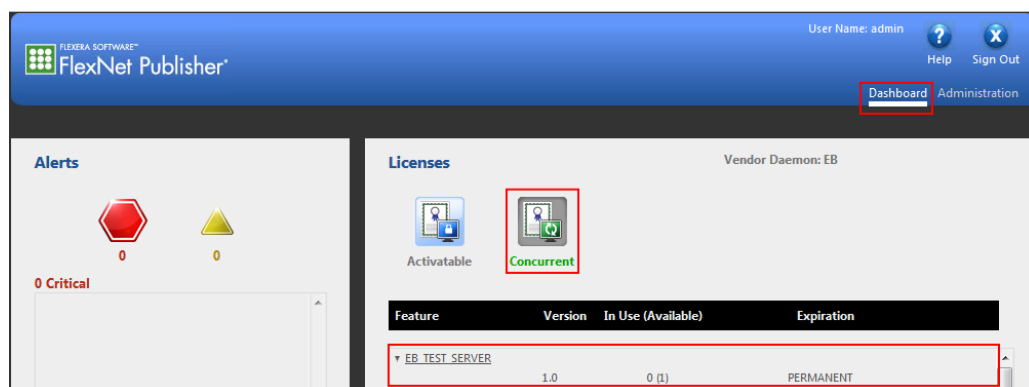 User Name: admin
FLEXERA SOFTWARE™
FlexNet Publisher®
?
X
Help
Sign Out
Dashboard
Administration
Alerts
0
0
0 Critical
Licenses
Vendor Daemon: EB
Activatable
Concurrent
Feature Version In Use (Available) Expiration
EB TEST SERVER
1.0 0 (1) PERMANENT